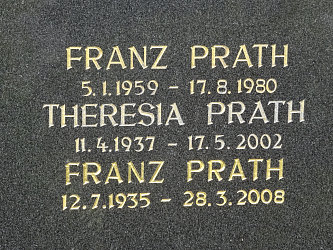 FRANZ PRATH
5.1.1959 - 17.8.1980
THERESIA PRATH
11.4.1937 - 17.5.2002
FRANZ PRATH
12.7.1935 - 28.3.2008